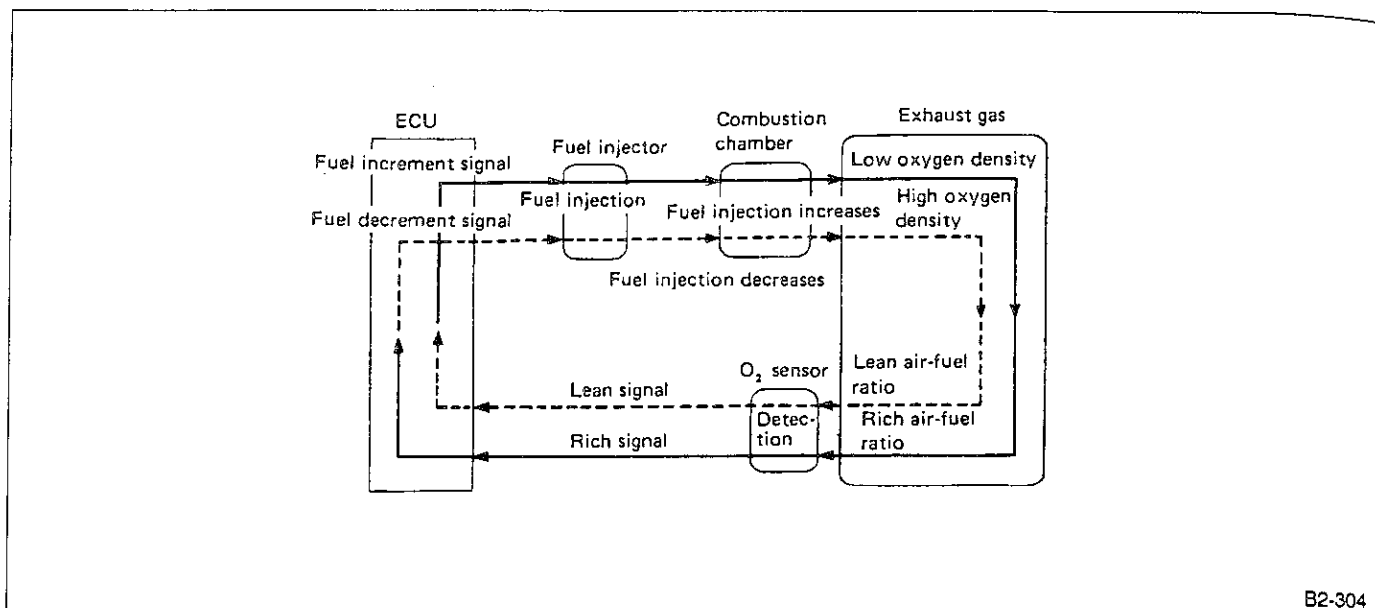 ECU
Fuel injector
Combustion
chamber
Exhaust gas
Fuel increment signal
Low oxygen density
Fuel injection
Fuel injection increases
High oxygen
density
Fuel decrement signal
Fuel injection decreases
O₂ sensor
Lean air-fuel
ratio
Lean signal
Detec-
tion
Rich air-fuel
ratio
Rich signal
B2-304